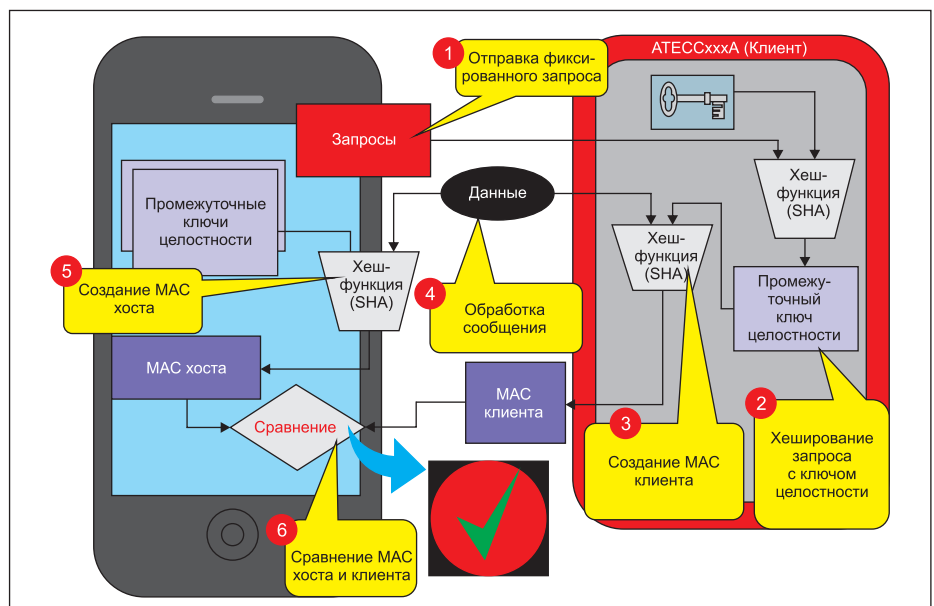 ATECCxxxA (Клиент)
1
Отправка фикси-
рованного запроса
Запросы
Хеш-
функция
(SHA)
Данные
Промежуточные
ключи
целостности
Хеш-
функция
(SHA)
Хеш-
функция
(SHA)
5
Создание MAC
хоста
4
Обработка
сообщения
Промежу-
точный
ключ
целостности
MAC хоста
MAC
клиента
Сравнение
3
Создание MAC
клиента
2
Хеширование
запроса
с ключом
целостности
6
Сравнение MAC
хоста и клиента